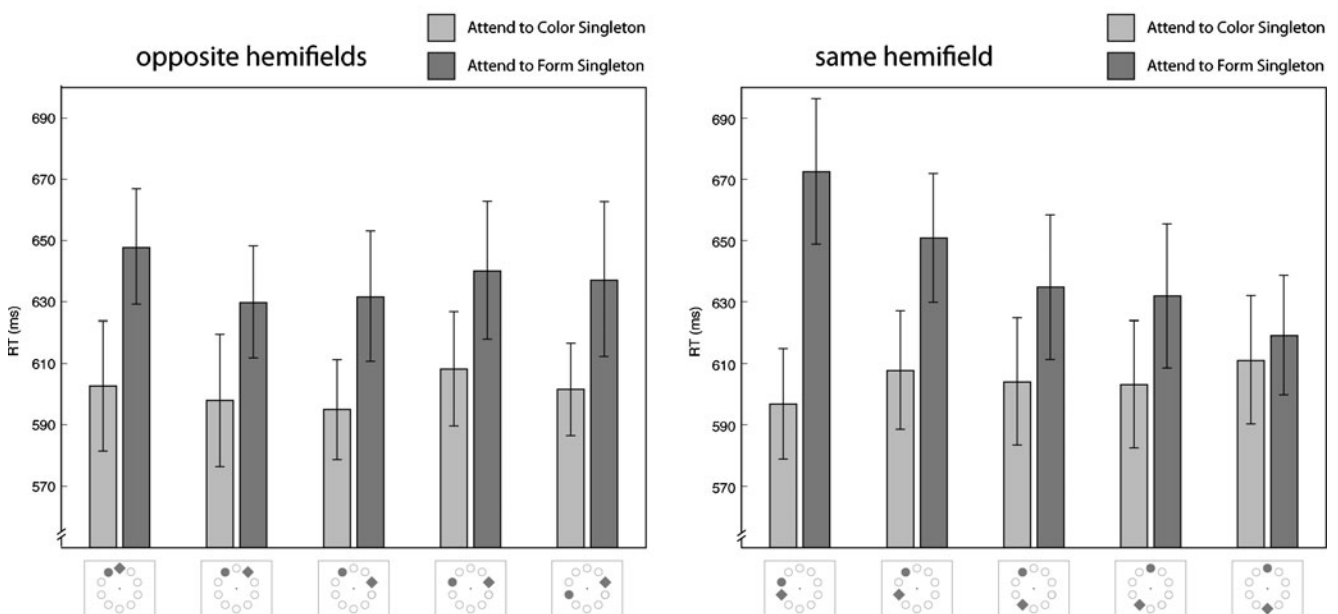 opposite hemifields
Attend to Color Singleton
Attend to Form Singleton
RT (ms)
690
670
650
630
610
590
570
same hemifield
Attend to Color Singleton
Attend to Form Singleton
RT (ms)
690
670
650
630
610
590
570